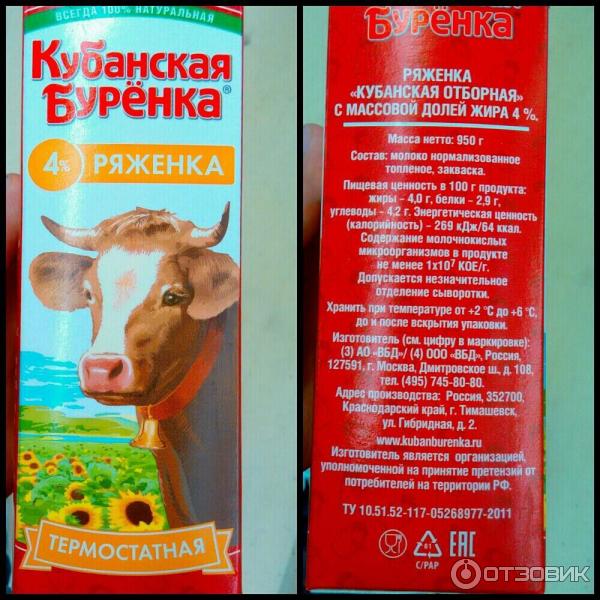 ВСЕГДА 100% НАТУРАЛЬНАЯ
Кубанская
БУРЁНКА®
4% РЯЖЕНКА
ТЕРМОСТАТНАЯ
БУРЁНКА
РЯЖЕНКА
«КУБАНСКАЯ ОТБОРНАЯ»
С МАССОВОЙ ДОЛЕЙ ЖИРА 4 %.
Масса нетто: 950 г
Состав: молоко нормализованное
топленое, закваска.
Пищевая ценность в 100 г продукта:
жиры - 4,0 г, белки - 2,9 г,
углеводы - 4,2 г. Энергетическая ценность
(калорийность) - 269 кДж/64 ккал.
Содержание молочнокислых
микроорганизмов в продукте
не менее 1х10⁷ КОЕ/г.
Допускается незначительное
отделение сыворотки.
Хранить при температуре от +2 °С до +6 °С,
до и после вскрытия упаковки.
Изготовитель (см. цифру в маркировке):
(3) АО «ВБД»/ (4) ООО «ВБД», Россия,
127591, г. Москва, Дмитровское ш., д. 108,
тел. (495) 745-80-80.
Адрес производства: Россия, 352700,
Краснодарский край, г. Тимашевск,
ул. Гибридная, д. 2.
www.kubanburenka.ru
Изготовитель является организацией,
уполномоченной на принятие претензий от
потребителей на территории РФ.
ТУ 10.51.52-117-05268977-2011
81
C/PAP
EAC
ОТЗОВИК